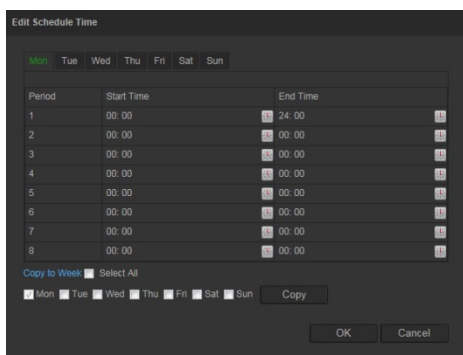 Edit Schedule Time
Mon Tue Wed Thu Fri Sat Sun
Period Start Time End Time
1 00: 00 24: 00
2 00: 00 00: 00
3 00: 00 00: 00
4 00: 00 00: 00
5 00: 00 00: 00
6 00: 00 00: 00
7 00: 00 00: 00
8 00: 00 00: 00
Copy to Week Select All
Mon Tue Wed Thu Fri Sat Sun Copy
OK Cancel